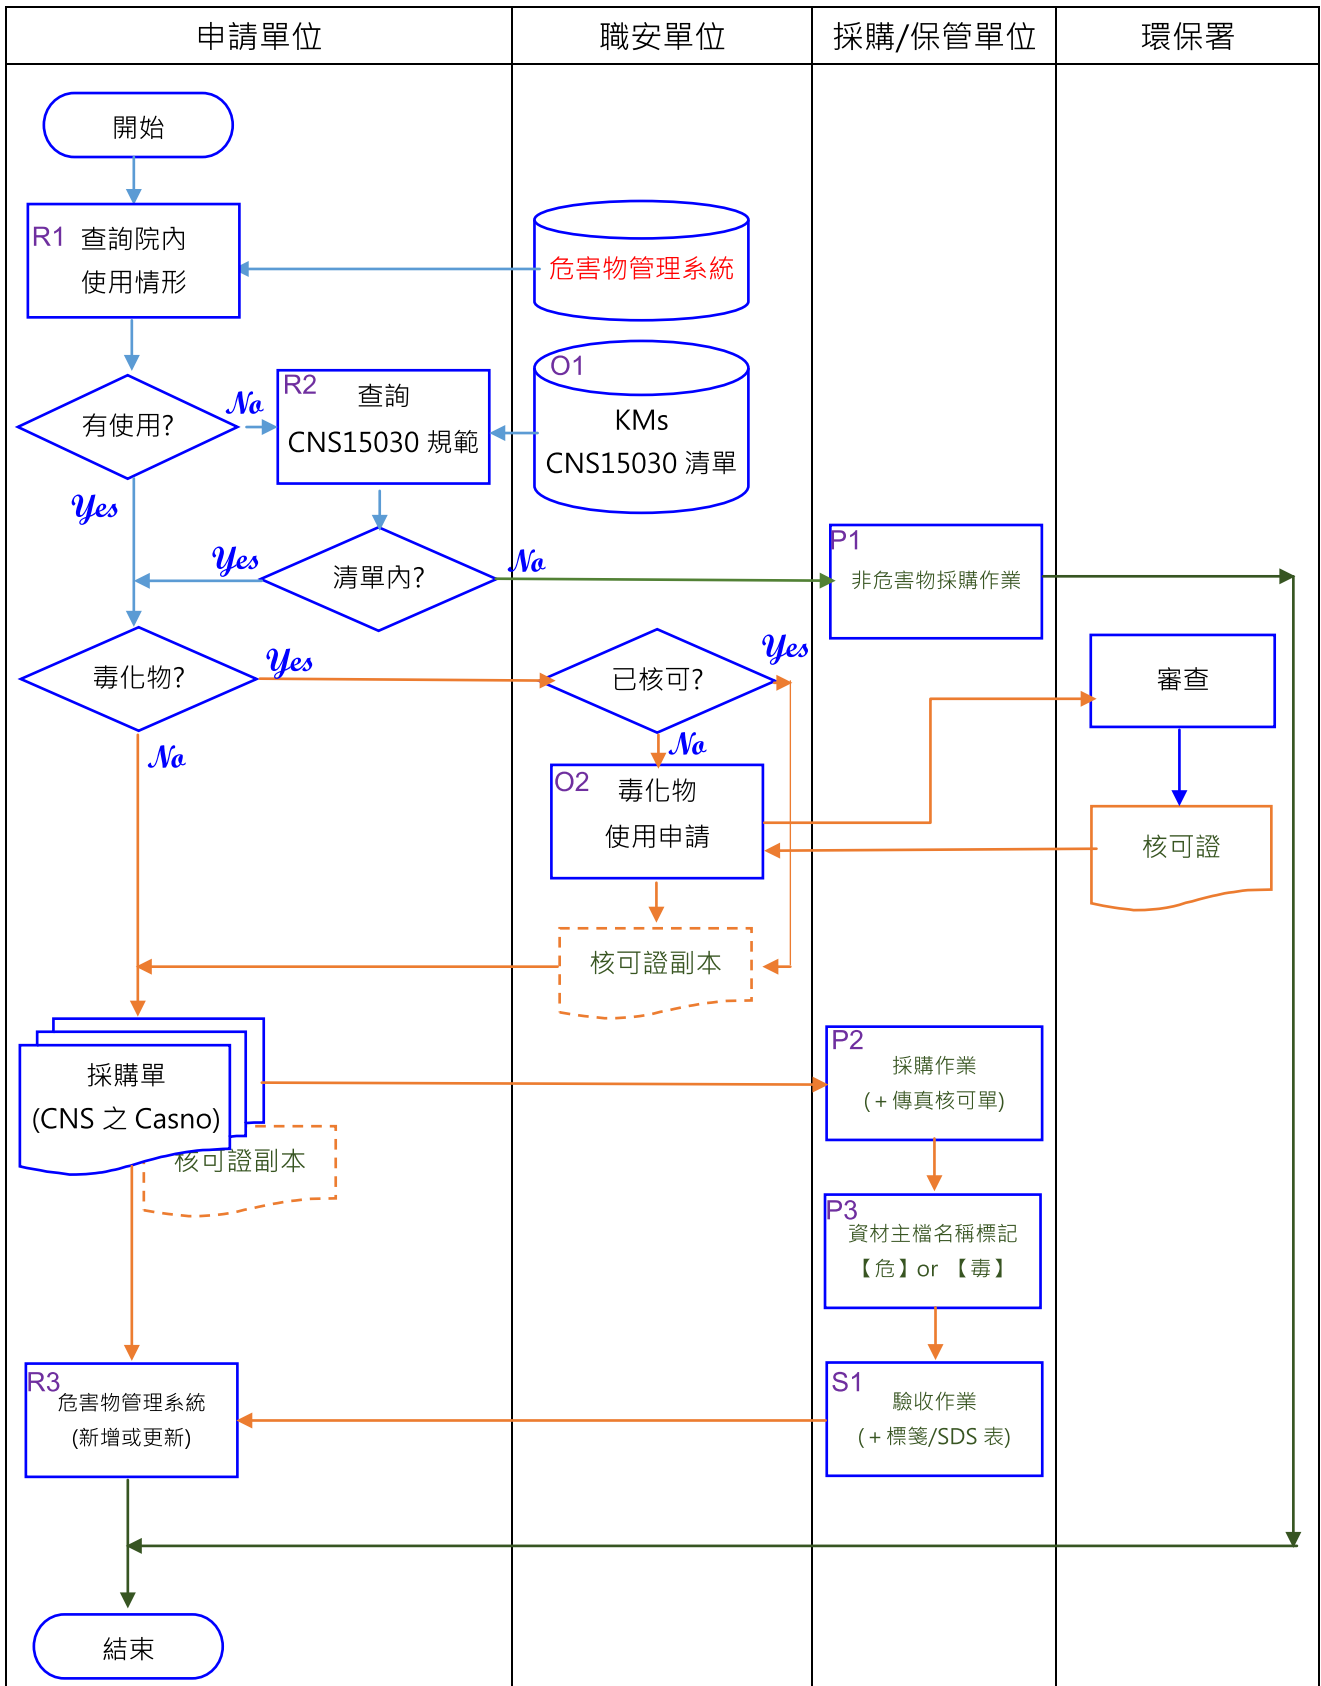 申請單位
職安單位
採購/保管單位
環保署
開始
R1
查詢院內
使用情形
危害物管理系統
有使用?
No
Yes
R2
查詢
CNS15030 規範
O1
KMs
CNS15030 清單
清單內?
Yes
No
P1
非危害物採購作業
毒化物?
Yes
No
已核可?
Yes
No
審查
O2
毒化物
使用申請
核可證
核可證副本
採購單
(CNS 之 Casno)
核可證副本
P2
採購作業
(+傳真核可單)
P3
資材主檔名稱標記
【危】or 【毒】
R3
危害物管理系統
(新增或更新)
S1
驗收作業
(+標箋/SDS 表)
結束